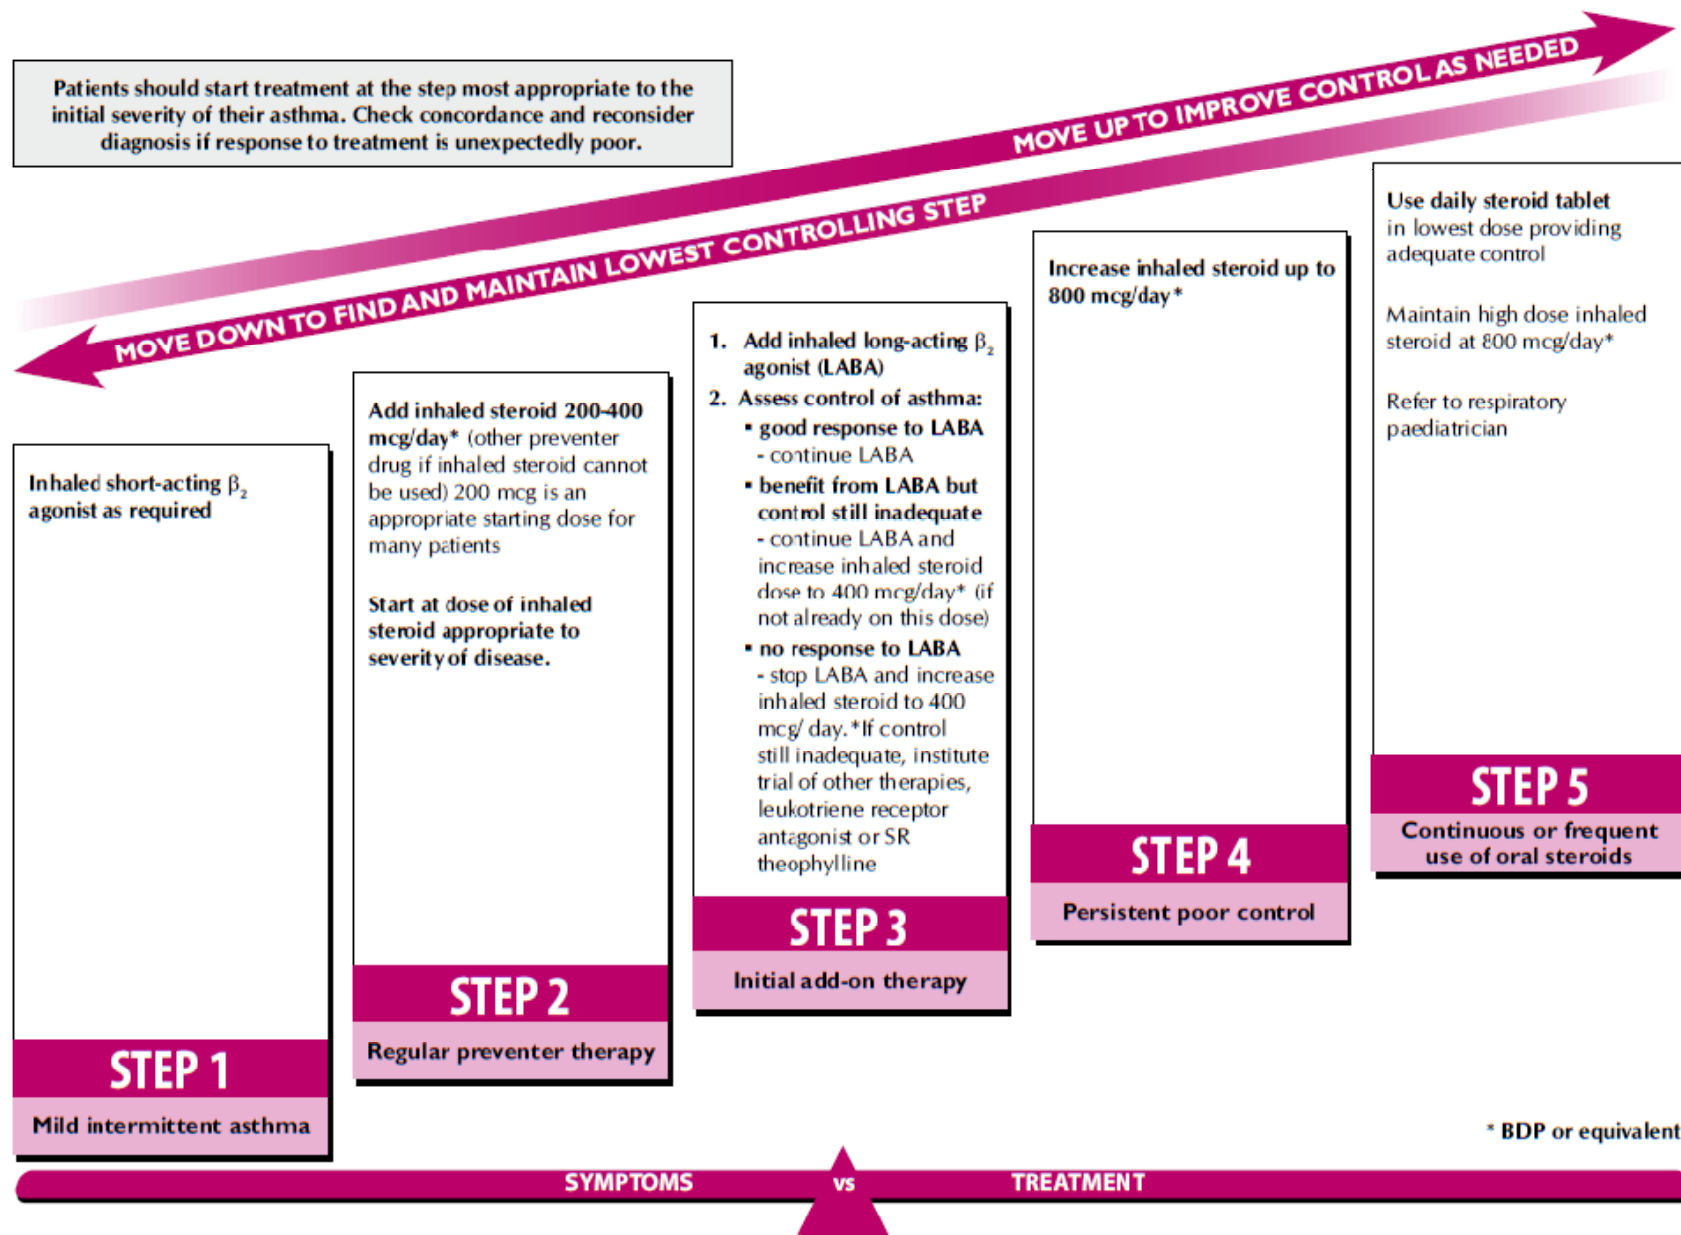 Patients should start treatment at the step most appropriate to the
initial severity of their asthma. Check concordance and reconsider
diagnosis if response to treatment is unexpectedly poor.
MOVE UP TO IMPROVE CONTROL AS NEEDED
MOVE DOWN TO FIND AND MAINTAIN LOWEST CONTROLLING STEP
Inhaled short-acting β₂
agonist as required
STEP 1
Mild intermittent asthma
Add inhaled steroid 200-400
mcg/day* (other preventer
drug if inhaled steroid cannot
be used) 200 mcg is an
appropriate starting dose for
many patients
Start at dose of inhaled
steroid appropriate to
severity of disease.
STEP 2
Regular preventer therapy
1. Add inhaled long-acting β₂
agonist (LABA)
2. Assess control of asthma:
▪ good response to LABA
- continue LABA
▪ benefit from LABA but
control still inadequate
- continue LABA and
increase inhaled steroid
dose to 400 mcg/day* (if
not already on this dose)
▪ no response to LABA
- stop LABA and increase
inhaled steroid to 400
mcg/ day.*If control
still inadequate, institute
trial of other therapies,
leukotriene receptor
antagonist or SR
theophylline
STEP 3
Initial add-on therapy
Increase inhaled steroid up to
800 mcg/day*
STEP 4
Persistent poor control
Use daily steroid tablet
in lowest dose providing
adequate control
Maintain high dose inhaled
steroid at 800 mcg/day*
Refer to respiratory
paediatrician
STEP 5
Continuous or frequent
use of oral steroids
* BDP or equivalent
SYMPTOMS vs TREATMENT